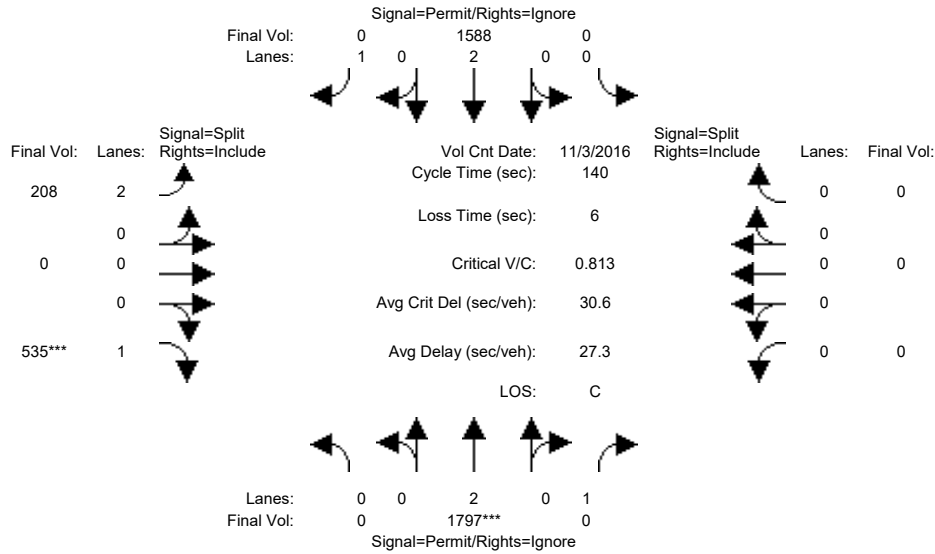 Signal=Permit/Rights=Ignore
Final Vol: 0 1588 0
Lanes: 1 0 2 0 0
Signal=Split Signal=Split
Final Vol: Lanes: Rights=Include Vol Cnt Date: 11/3/2016 Rights=Include Lanes: Final Vol:
Cycle Time (sec): 140
208 2 0 0
Loss Time (sec): 6
0 0
0 0 Critical V/C: 0.813 0 0
0 Avg Crit Del (sec/veh): 30.6 0
535*** 1 Avg Delay (sec/veh): 27.3 0 0
LOS: C
Lanes: 0 0 2 0 1
Final Vol: 0 1797*** 0
Signal=Permit/Rights=Ignore